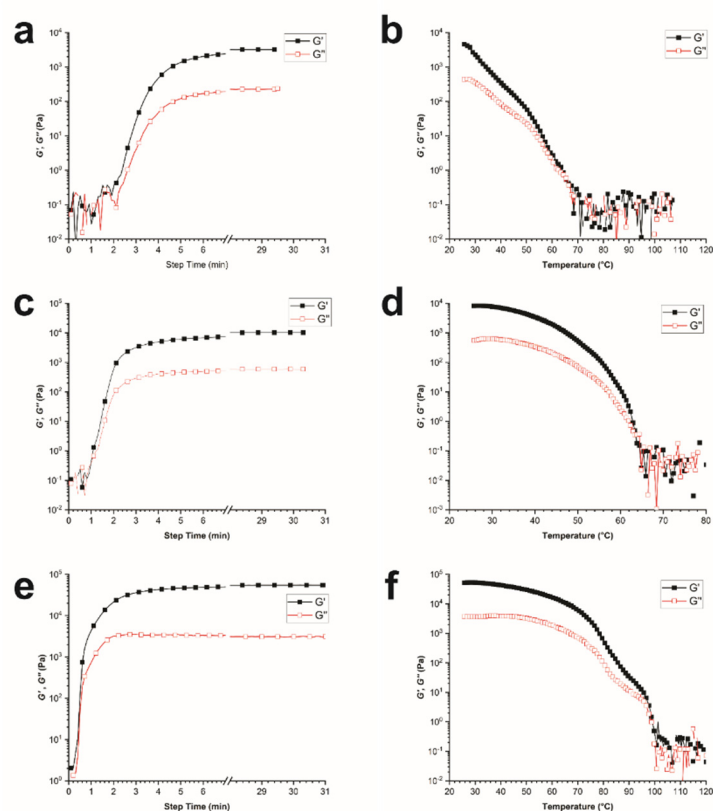 a
10⁵
10⁴
10³
10²
10¹
10⁰
10⁻¹
10⁻²
G', G'' (Pa)
0 1 2 3 4 5 6 29 30 31
Step Time (min)
G'
G''
b
10⁵
10⁴
10³
10²
10¹
10⁰
10⁻¹
10⁻²
G', G'' (Pa)
20 30 40 50 60 70 80 90 100 110 120
Temperature (°C)
G'
G''
c
10⁵
10⁴
10³
10²
10¹
10⁰
10⁻¹
10⁻²
G', G'' (Pa)
0 1 2 3 4 5 6 29 30 31
Step Time (min)
G'
G''
d
10⁵
10⁴
10³
10²
10¹
10⁰
10⁻¹
10⁻²
10⁻³
G', G'' (Pa)
20 30 40 50 60 70 80
Temperature (°C)
G'
G''
e
10⁵
10⁴
10³
10²
10¹
10⁰
G', G'' (Pa)
0 1 2 3 4 5 6 29 30 31
Step Time (min)
G'
G''
f
10⁵
10⁴
10³
10²
10¹
10⁰
10⁻¹
10⁻²
G', G'' (Pa)
20 30 40 50 60 70 80 90 100 110 120
Temperature (°C)
G'
G''